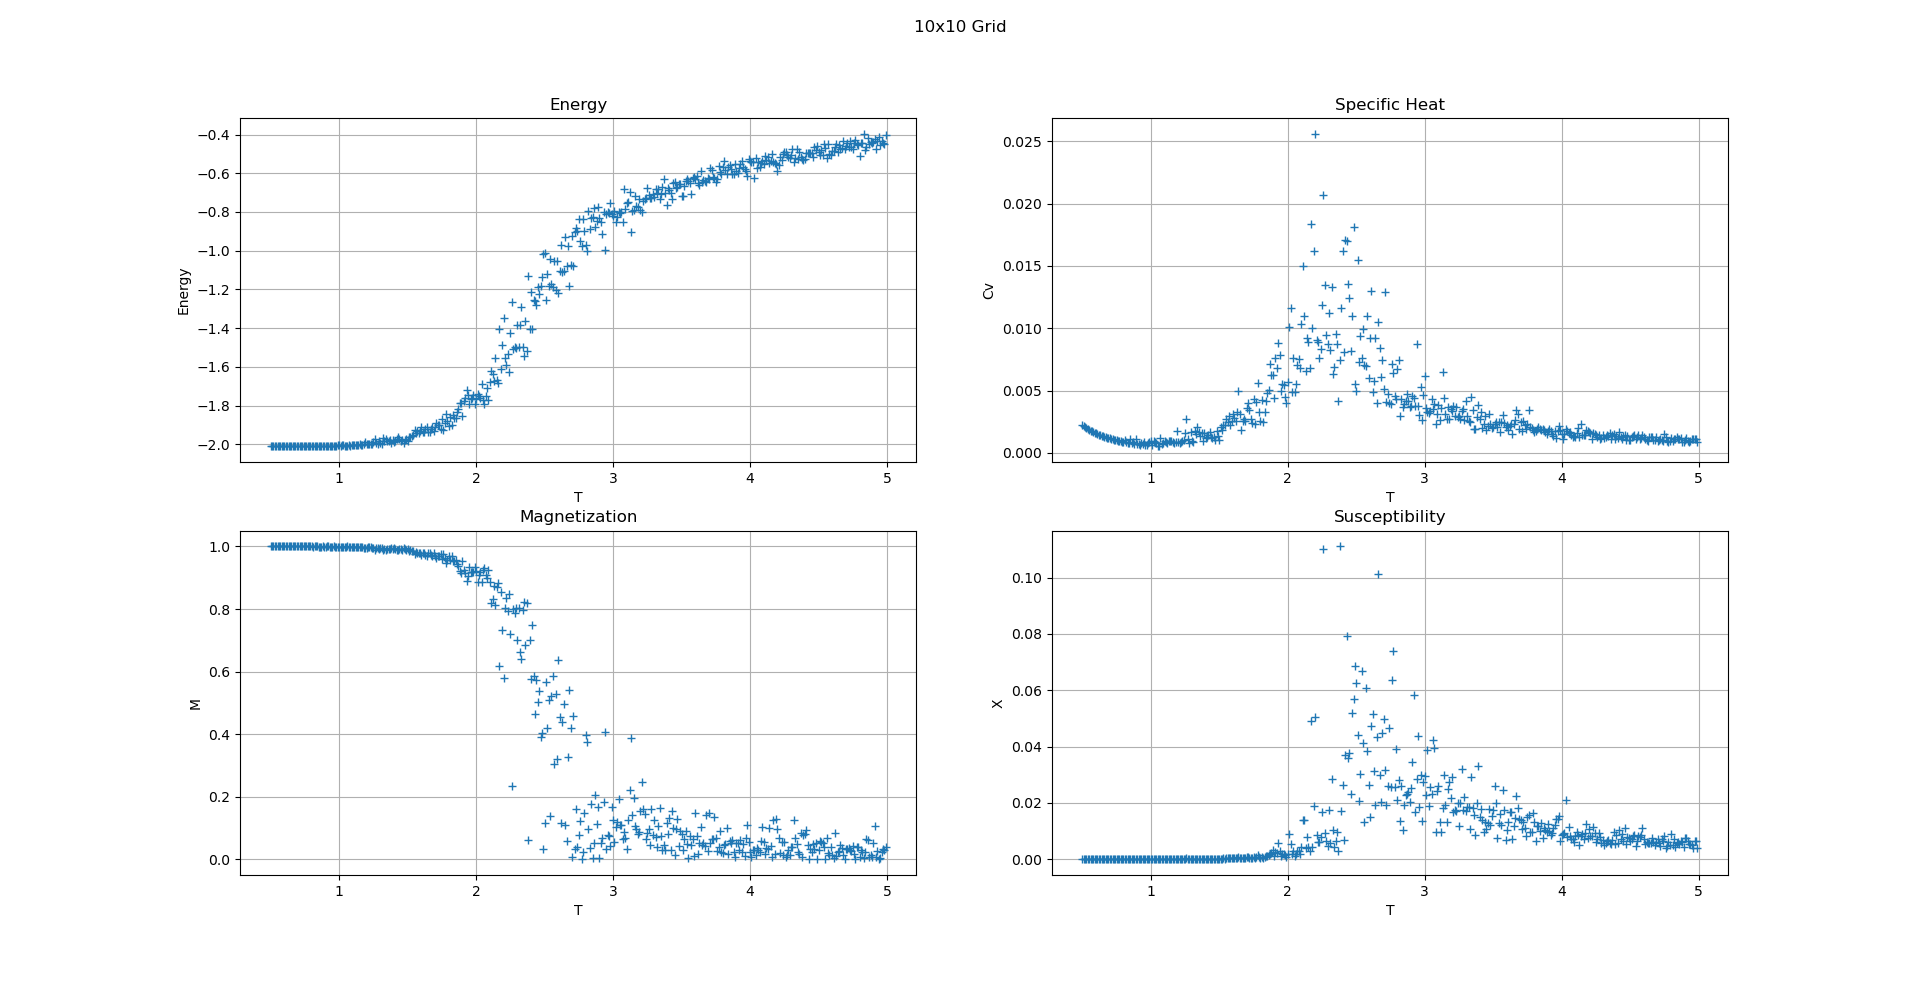 10x10 Grid
Energy
Energy
−0.4
−0.6
−0.8
−1.0
−1.2
−1.4
−1.6
−1.8
−2.0
1 2 3 4 5
T
Specific Heat
Cv
0.025
0.020
0.015
0.010
0.005
0.000
1 2 3 4 5
T
Magnetization
M
1.0
0.8
0.6
0.4
0.2
0.0
1 2 3 4 5
T
Susceptibility
X
0.10
0.08
0.06
0.04
0.02
0.00
1 2 3 4 5
T